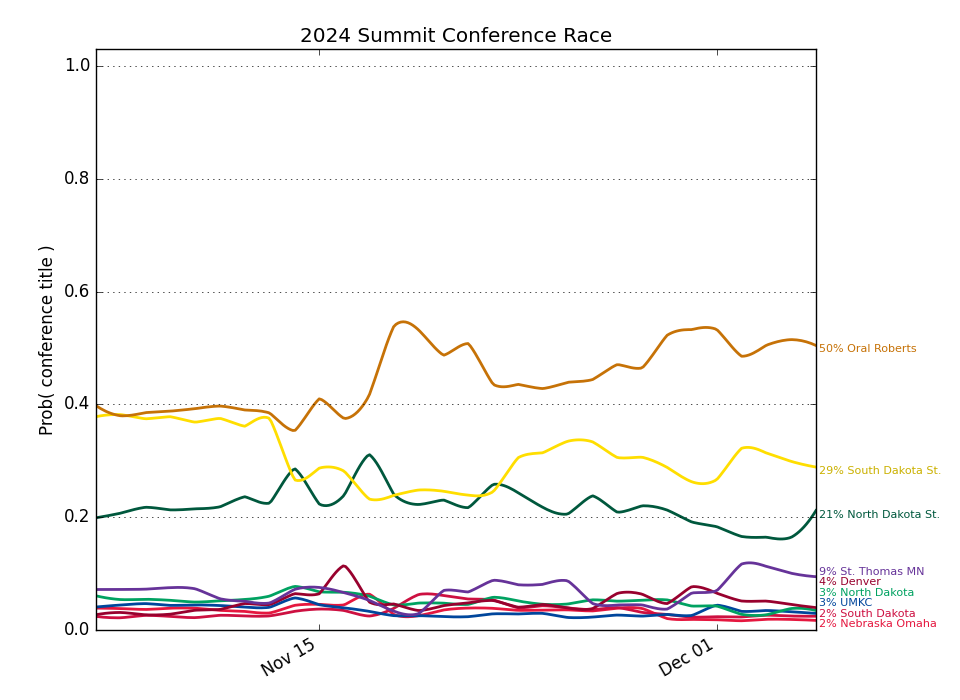 2024 Summit Conference Race
1.0
0.8
0.6
0.4
0.2
0.0
Prob( conference title )
Nov 15
Dec 01
50% Oral Roberts
29% South Dakota St.
21% North Dakota St.
9% St. Thomas MN
4% Denver
3% North Dakota
3% UMKC
2% South Dakota
2% Nebraska Omaha